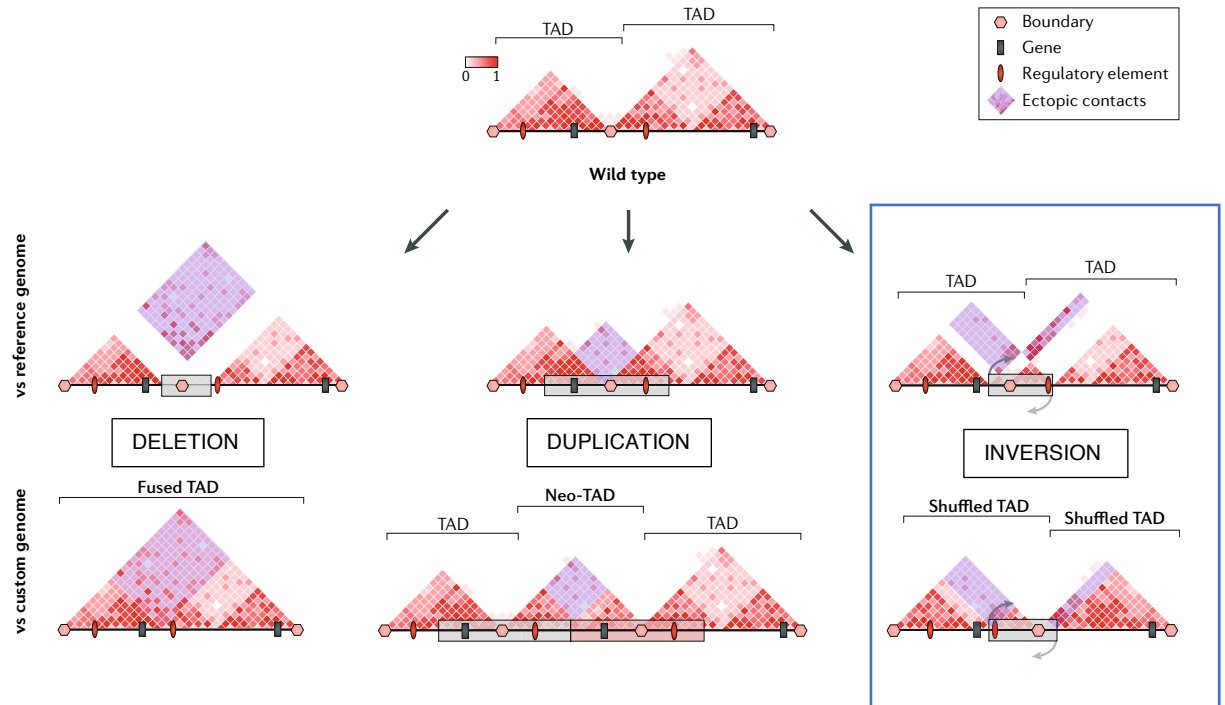 TAD
TAD
0 1
Boundary
Gene
Regulatory element
Ectopic contacts
Wild type
vs reference genome
TAD
TAD
DELETION
DUPLICATION
INVERSION
vs custom genome
Fused TAD
TAD
Neo-TAD
TAD
Shuffled TAD
Shuffled TAD